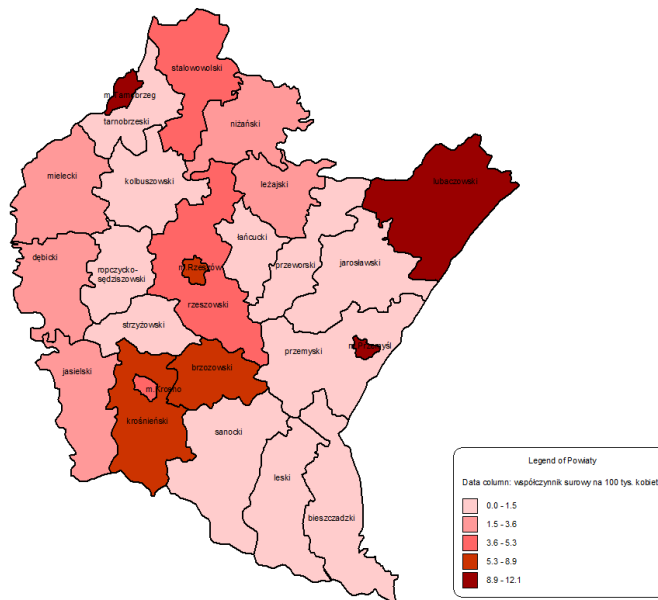 stalowowolski
m.Tarnobrzeg
tarnobrzeski
niżański
mielecki
kolbuszowski
leżajski
lubaczowski
łańcucki
dębicki
ropczycko-
sędziszowski
m.Rzeszów
przeworski
jarosławski
rzeszowski
strzyżowski
przemyski
m.Przemyśl
jasielski
brzozowski
m.Krosno
krośnieński
sanocki
leski
bieszczadzki
Legend of Powiaty
Data column: współczynnik surowy na 100 tys. kobiet
0.0 - 1.5
1.5 - 3.6
3.6 - 5.3
5.3 - 8.9
8.9 - 12.1